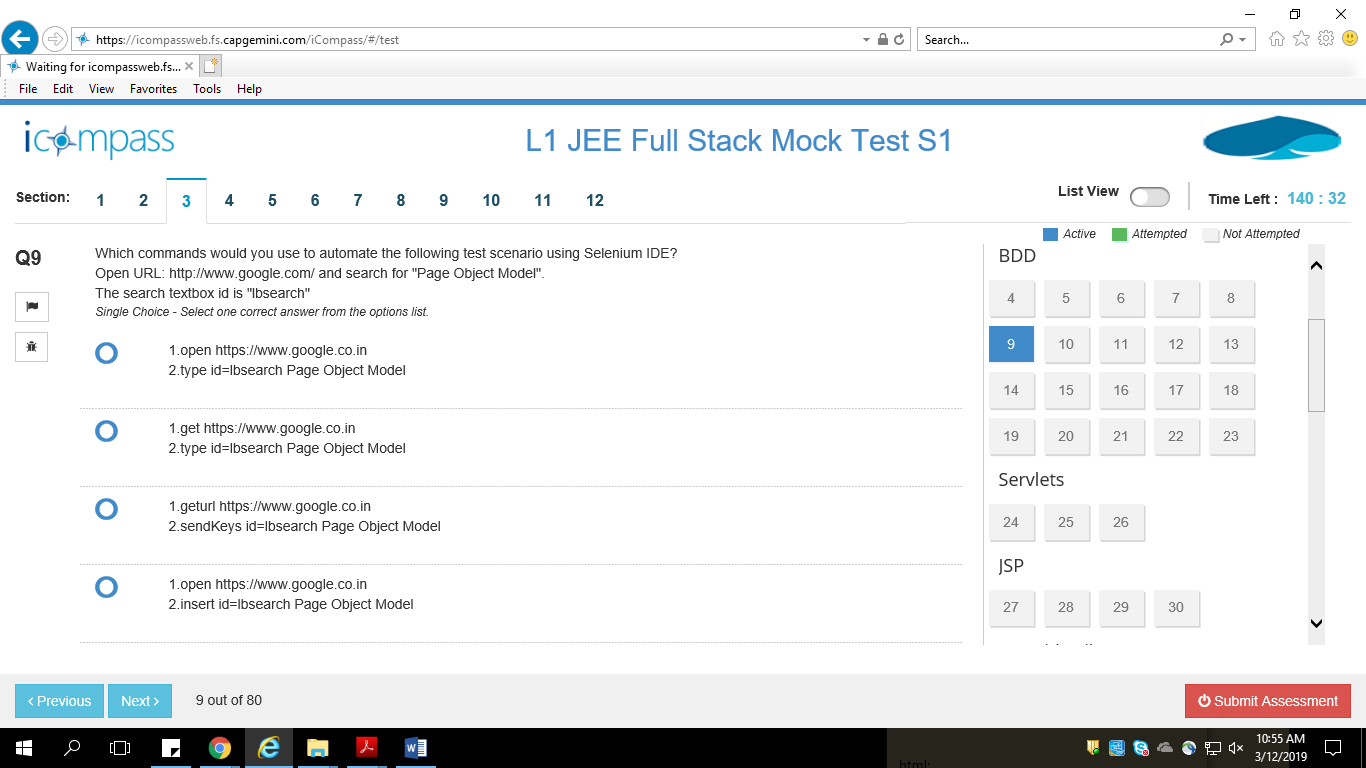 https://icompassweb.fs.capgemini.com/iCompass/#/test
Search...
Waiting for icompassweb.fs...
File Edit View Favorites Tools Help
icompass
L1 JEE Full Stack Mock Test S1
Section: 1 2 3 4 5 6 7 8 9 10 11 12
List View
Time Left : 140 : 32
Active Attempted Not Attempted
Q9
Which commands would you use to automate the following test scenario using Selenium IDE?
Open URL: http://www.google.com/ and search for "Page Object Model".
The search textbox id is "lbsearch"
Single Choice - Select one correct answer from the options list.
1.open https://www.google.co.in
2.type id=lbsearch Page Object Model
1.get https://www.google.co.in
2.type id=lbsearch Page Object Model
1.geturl https://www.google.co.in
2.sendKeys id=lbsearch Page Object Model
1.open https://www.google.co.in
2.insert id=lbsearch Page Object Model
BDD
4 5 6 7 8
9 10 11 12 13
14 15 16 17 18
19 20 21 22 23
Servlets
24 25 26
JSP
27 28 29 30
< Previous
Next >
9 out of 80
Submit Assessment
html:
10:55 AM
3/12/2019